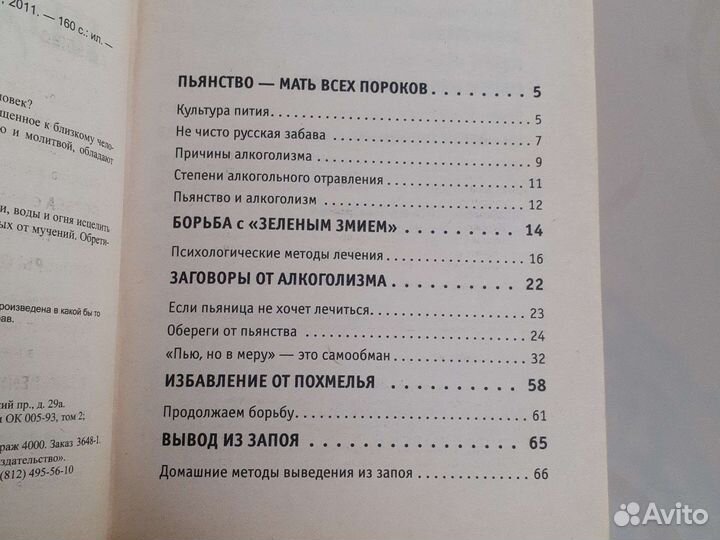 , 2011. — 160 с.: ил. —
ловек?
щенное к близкому чело-
ю и молитвой, обладают
и, воды и огня исцелить
ых от мучений. Обрети-
роизведена в какой бы то
рав.
ский пр., д. 29а.
и ОК 005-93, том 2;
раж 4000. Заказ 3648-1.
здательство».
(812) 495-56-10
ПЬЯНСТВО — МАТЬ ВСЕХ ПОРОКОВ . . . . . . . . 5
Культура пития. . . . . . . . . . . . . . . . . . . . . . . . 5
Не чисто русская забава . . . . . . . . . . . . . . . . . . 7
Причины алкоголизма . . . . . . . . . . . . . . . . . . . . 9
Степени алкогольного отравления . . . . . . . . . . . . . 11
Пьянство и алкоголизм . . . . . . . . . . . . . . . . . . . 12
БОРЬБА с «ЗЕЛЕНЫМ ЗМИЕМ» . . . . . . . . . . 14
Психологические методы лечения . . . . . . . . . . . . . 16
ЗАГОВОРЫ ОТ АЛКОГОЛИЗМА . . . . . . . . . . . 22
Если пьяница не хочет лечиться. . . . . . . . . . . . . . . 23
Обереги от пьянства . . . . . . . . . . . . . . . . . . . . . 24
«Пью, но в меру» — это самообман . . . . . . . . . . . . 32
ИЗБАВЛЕНИЕ ОТ ПОХМЕЛЬЯ . . . . . . . . . . . . 58
Продолжаем борьбу. . . . . . . . . . . . . . . . . . . . . . 61
ВЫВОД ИЗ ЗАПОЯ . . . . . . . . . . . . . . . . . 65
Домашние методы выведения из запоя . . . . . . . . . . 66
Avito